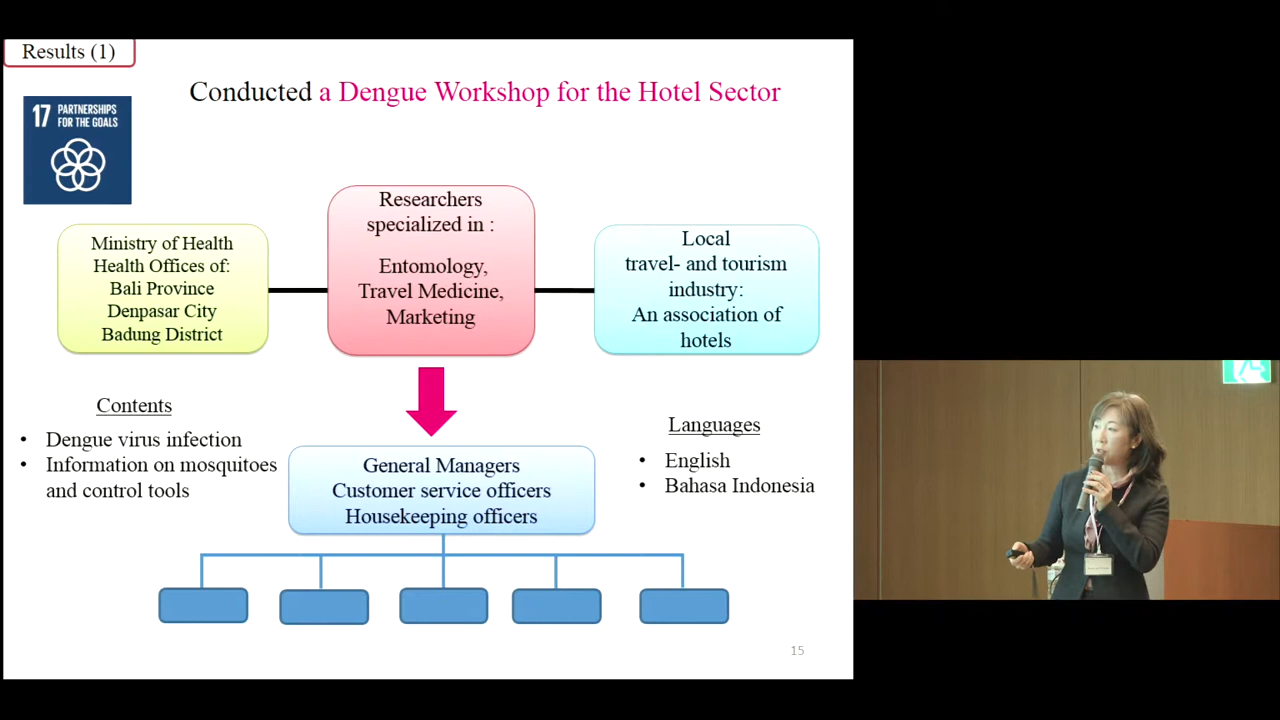 Results (1)
Conducted a Dengue Workshop for the Hotel Sector
17 PARTNERSHIPS
FOR THE GOALS
Ministry of Health
Health Offices of:
Bali Province
Denpasar City
Badung District
Researchers
specialized in :
Entomology,
Travel Medicine,
Marketing
Local
travel- and tourism
industry:
An association of
hotels
Contents
• Dengue virus infection
• Information on mosquitoes
and control tools
General Managers
Customer service officers
Housekeeping officers
Languages
• English
• Bahasa Indonesia
15